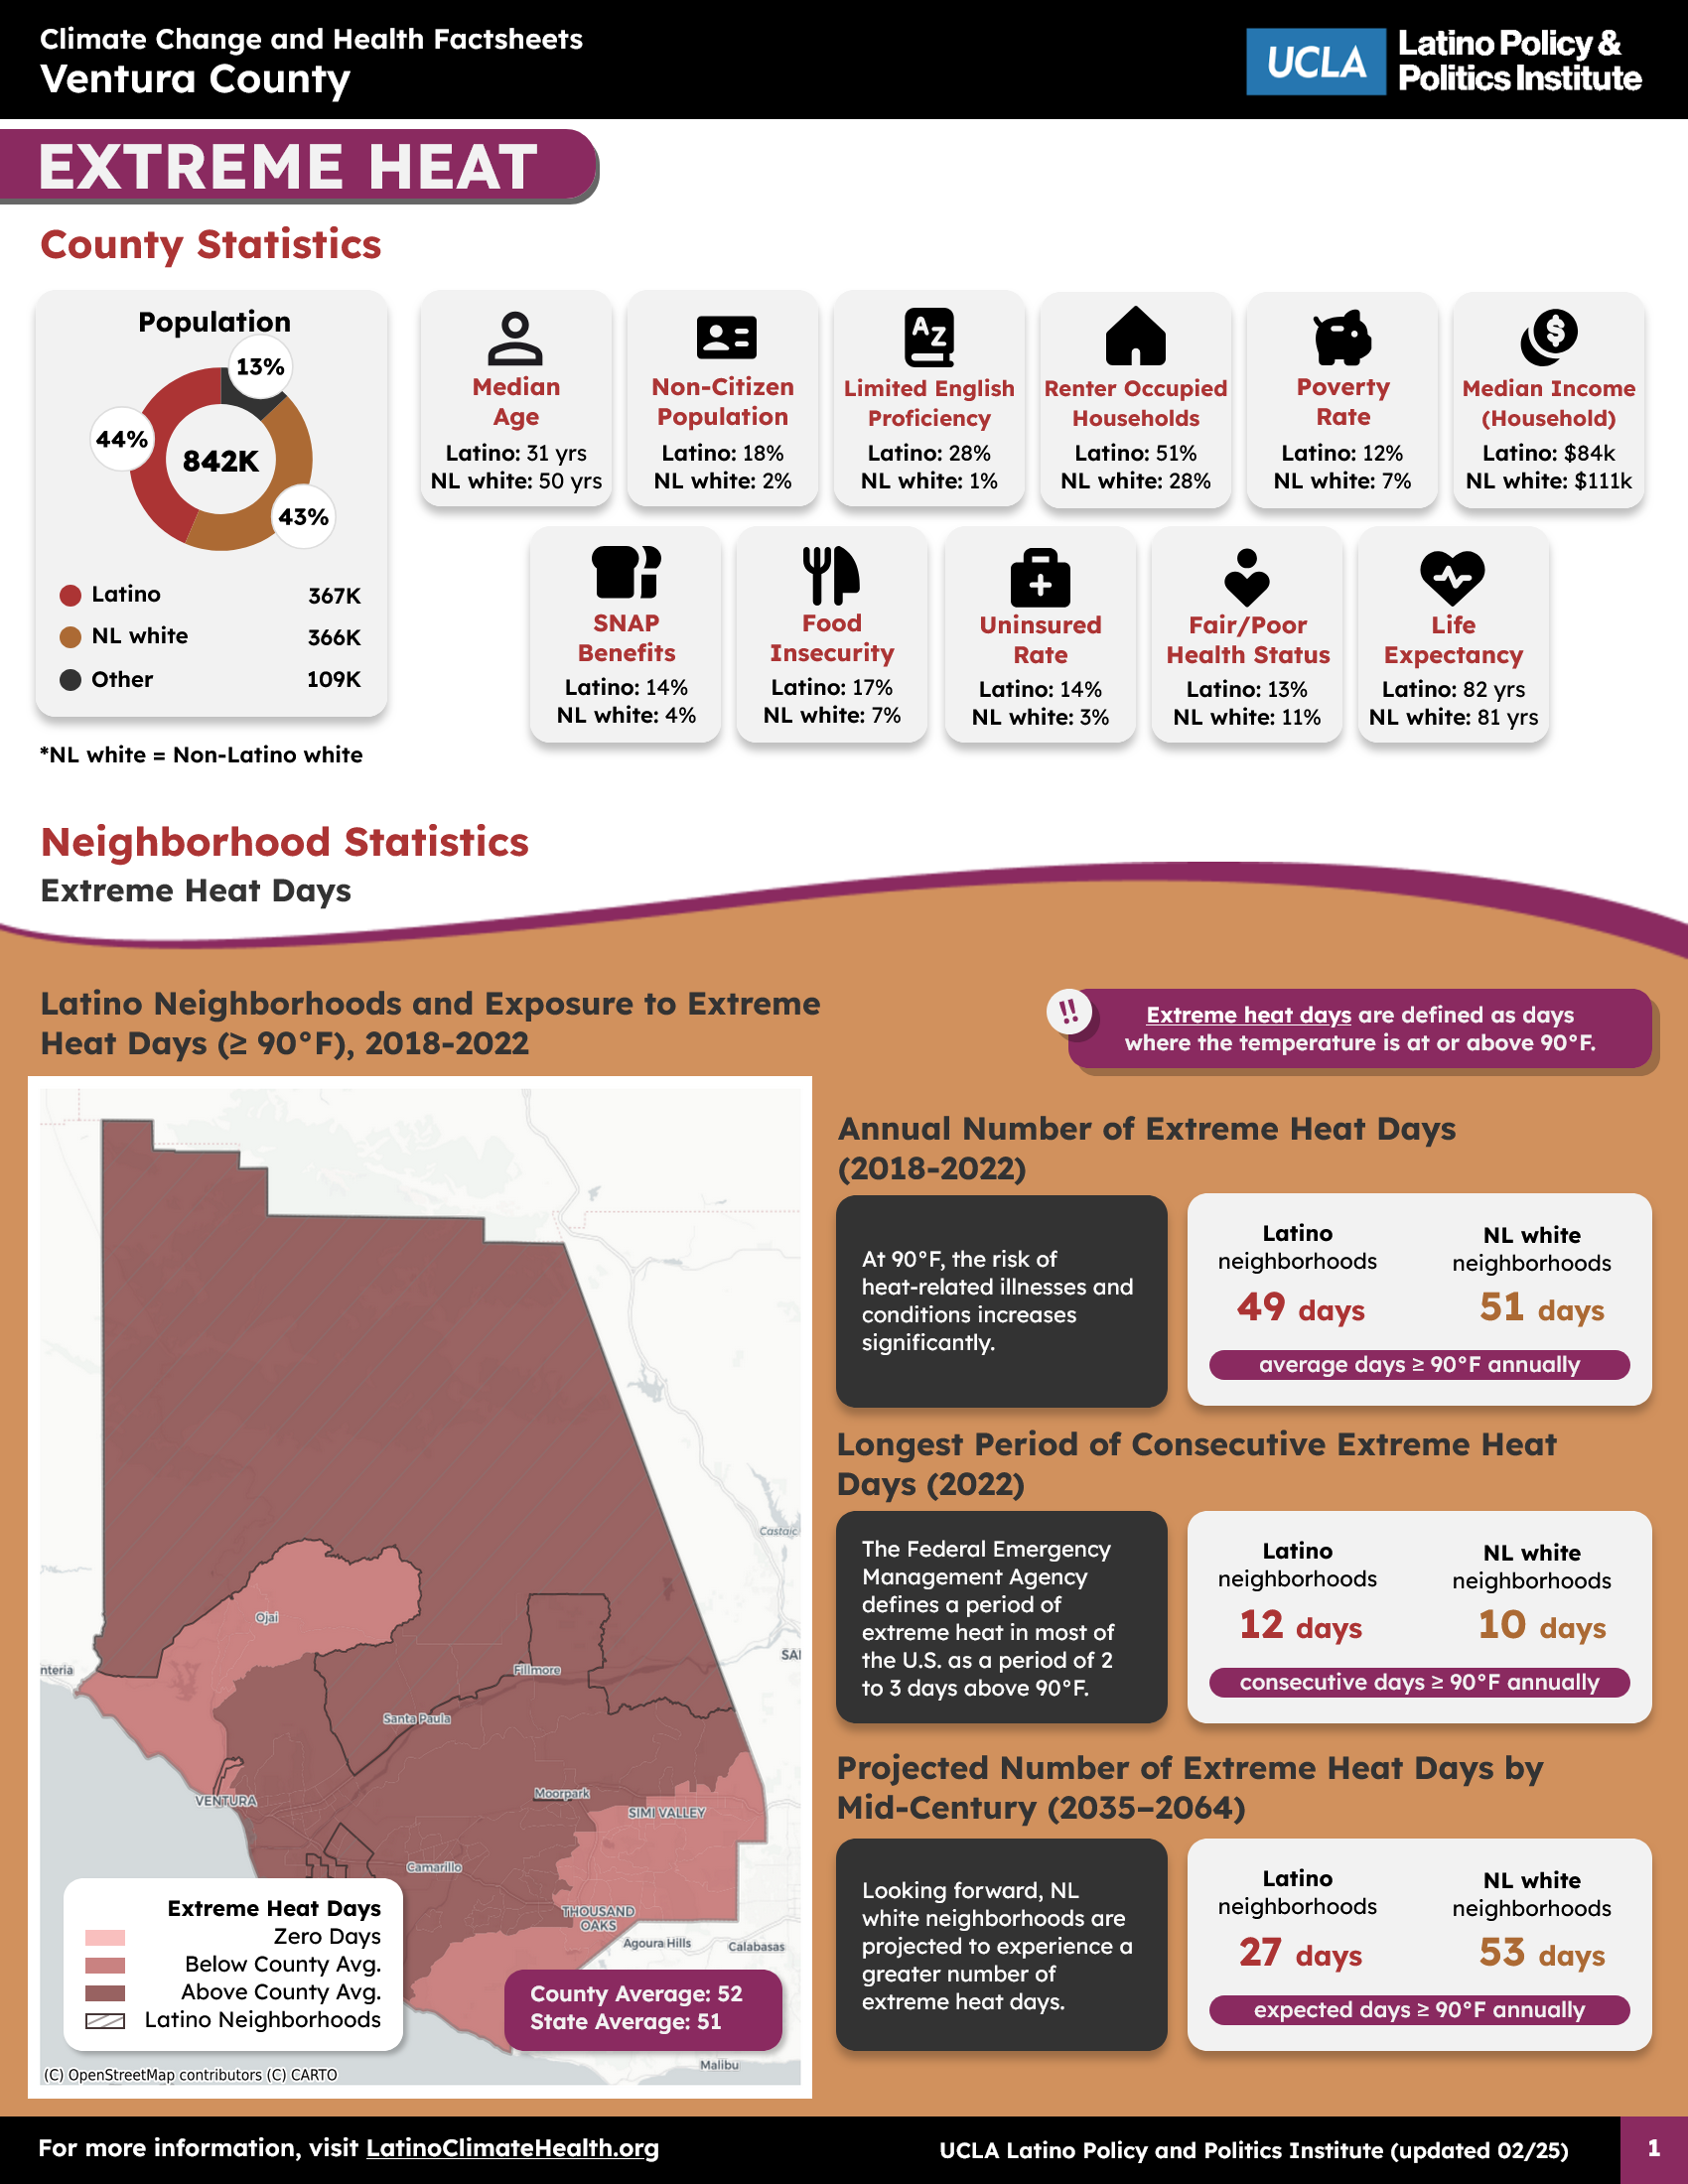 Climate Change and Health Factsheets
Ventura County
UCLA
Latino Policy &
Politics Institute
EXTREME HEAT
County Statistics
Population
13%
44%
842K
43%
Latino 367K
NL white 366K
Other 109K
*NL white = Non-Latino white
Median
Age
Latino: 31 yrs
NL white: 50 yrs
Non-Citizen
Population
Latino: 18%
NL white: 2%
AZ
Limited English
Proficiency
Latino: 28%
NL white: 1%
Renter Occupied
Households
Latino: 51%
NL white: 28%
Poverty
Rate
Latino: 12%
NL white: 7%
$
Median Income
(Household)
Latino: $84k
NL white: $111k
SNAP
Benefits
Latino: 14%
NL white: 4%
Food
Insecurity
Latino: 17%
NL white: 7%
Uninsured
Rate
Latino: 14%
NL white: 3%
Fair/Poor
Health Status
Latino: 13%
NL white: 11%
Life
Expectancy
Latino: 82 yrs
NL white: 81 yrs
Neighborhood Statistics
Extreme Heat Days
Latino Neighborhoods and Exposure to Extreme
Heat Days (≥ 90°F), 2018-2022
!!
Extreme heat days are defined as days
where the temperature is at or above 90°F.
Castaic
Ojai
nteria
Fillmore
SAI
Santa Paula
VENTURA
Moorpark
SIMI VALLEY
Camarillo
THOUSAND
OAKS
Agoura Hills
Calabasas
Malibu
Extreme Heat Days
Zero Days
Below County Avg.
Above County Avg.
Latino Neighborhoods
County Average: 52
State Average: 51
(C) OpenStreetMap contributors (C) CARTO
Annual Number of Extreme Heat Days
(2018-2022)
At 90°F, the risk of
heat-related illnesses and
conditions increases
significantly.
Latino
neighborhoods
49 days
NL white
neighborhoods
51 days
average days ≥ 90°F annually
Longest Period of Consecutive Extreme Heat
Days (2022)
The Federal Emergency
Management Agency
defines a period of
extreme heat in most of
the U.S. as a period of 2
to 3 days above 90°F.
Latino
neighborhoods
12 days
NL white
neighborhoods
10 days
consecutive days ≥ 90°F annually
Projected Number of Extreme Heat Days by
Mid-Century (2035–2064)
Looking forward, NL
white neighborhoods are
projected to experience a
greater number of
extreme heat days.
Latino
neighborhoods
27 days
NL white
neighborhoods
53 days
expected days ≥ 90°F annually
For more information, visit LatinoClimateHealth.org
UCLA Latino Policy and Politics Institute (updated 02/25)
1